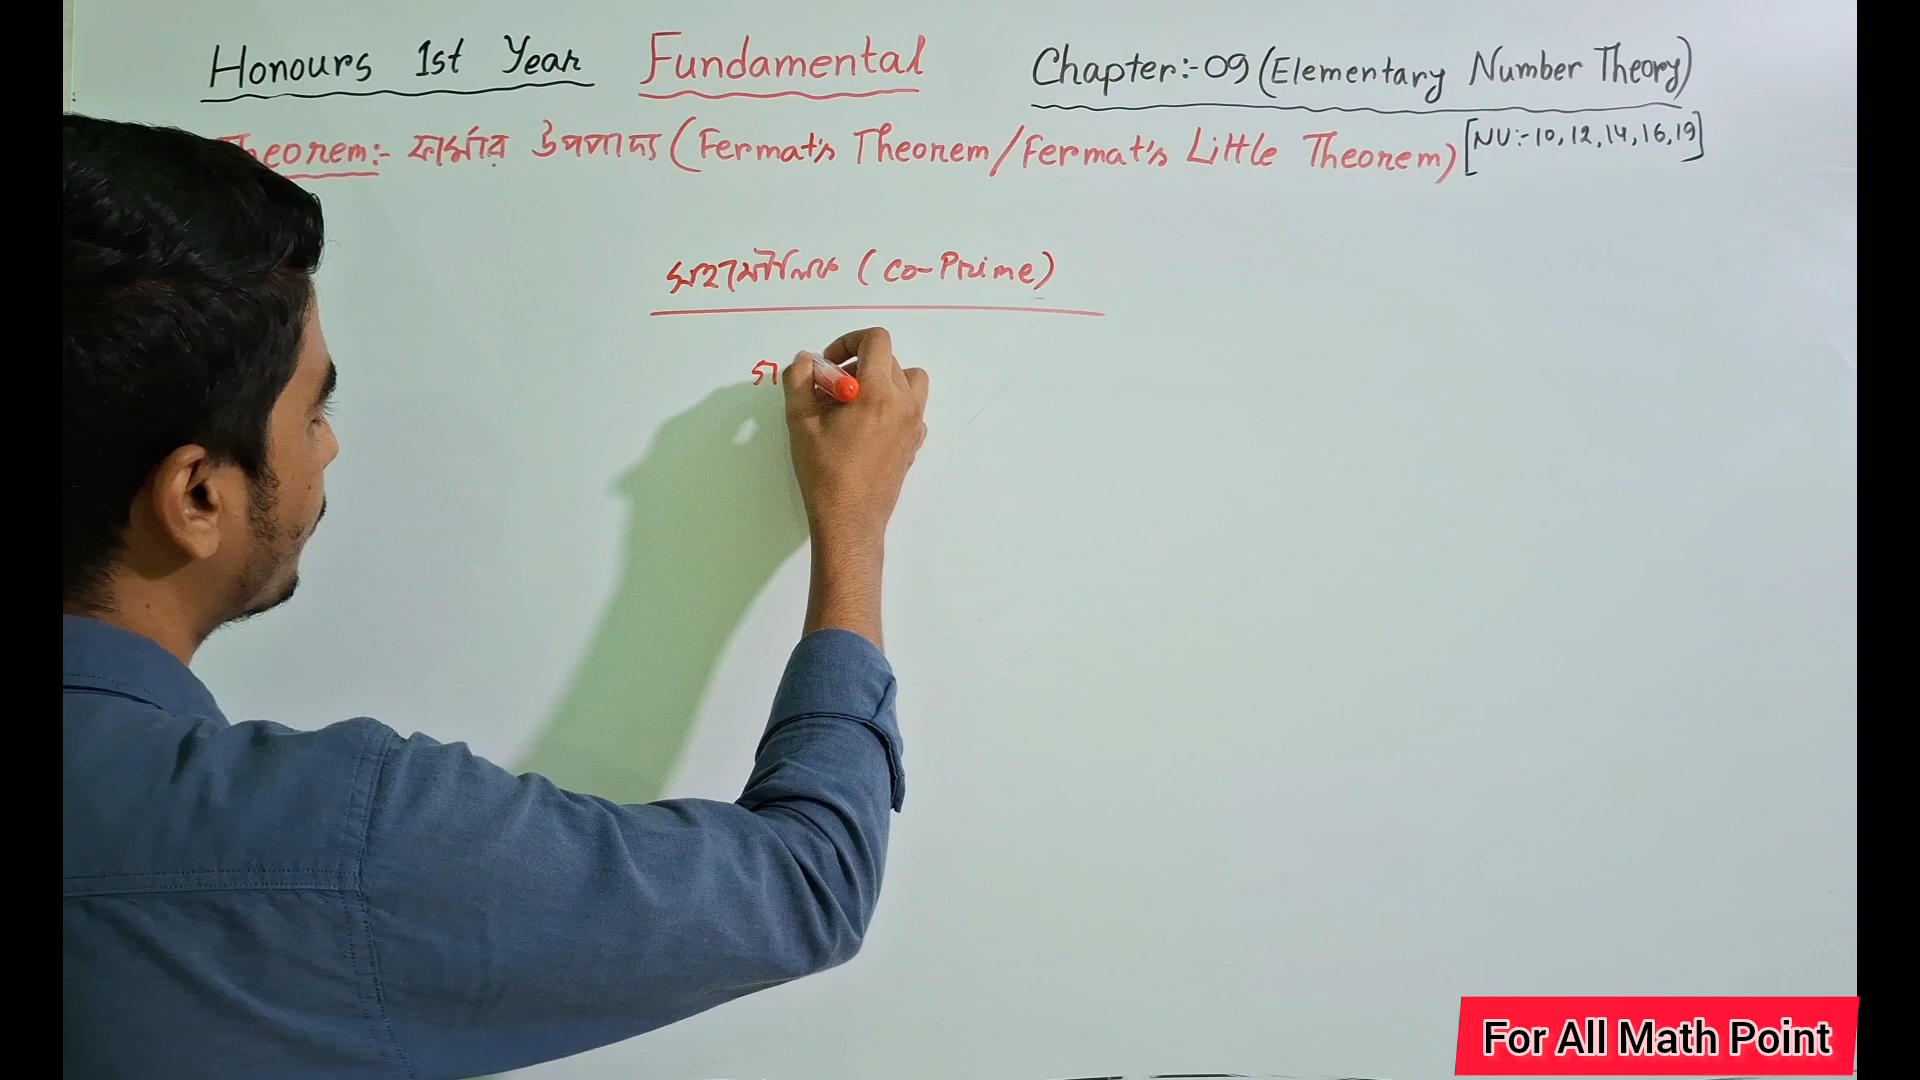 Honours 1st Year Fundamental Chapter:-09 (Elementary Number Theory)
Theorem:- ফার্মার উপপাদ্য (Fermat's Theorem/Fermat's Little Theorem) [NU:-10,12,14,16,19]
সহমৌলিক (Co-Prime)
For All Math Point